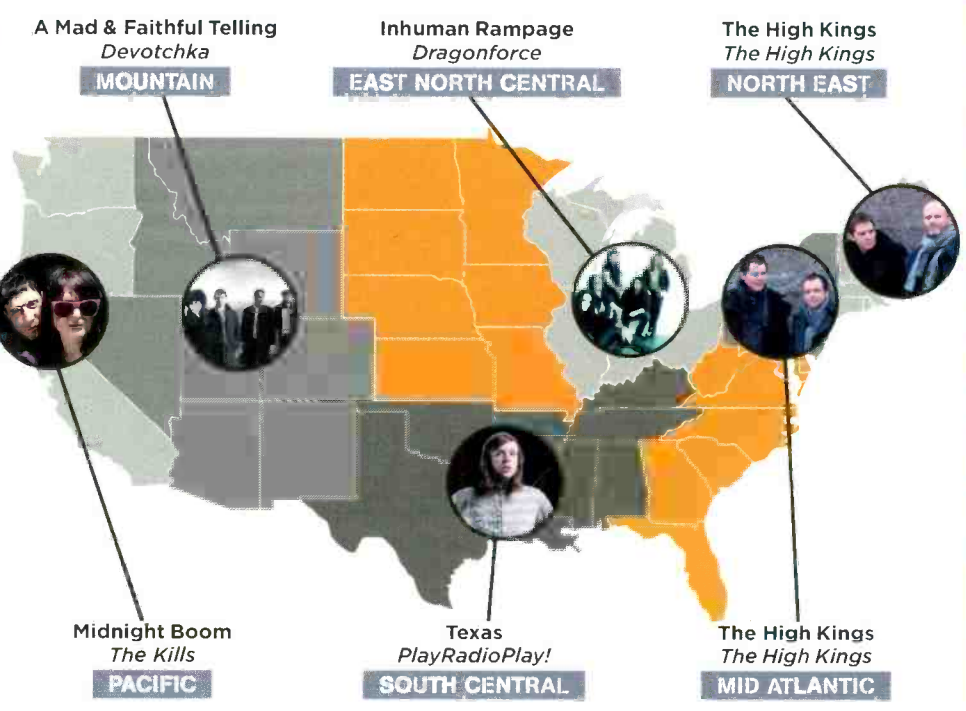 A Mad & Faithful Telling
Devotchka
MOUNTAIN
Inhuman Rampage
Dragonforce
EAST NORTH CENTRAL
The High Kings
The High Kings
NORTH EAST
Midnight Boom
The Kills
PACIFIC
Texas
PlayRadioPlay!
SOUTH CENTRAL
The High Kings
The High Kings
MID ATLANTIC